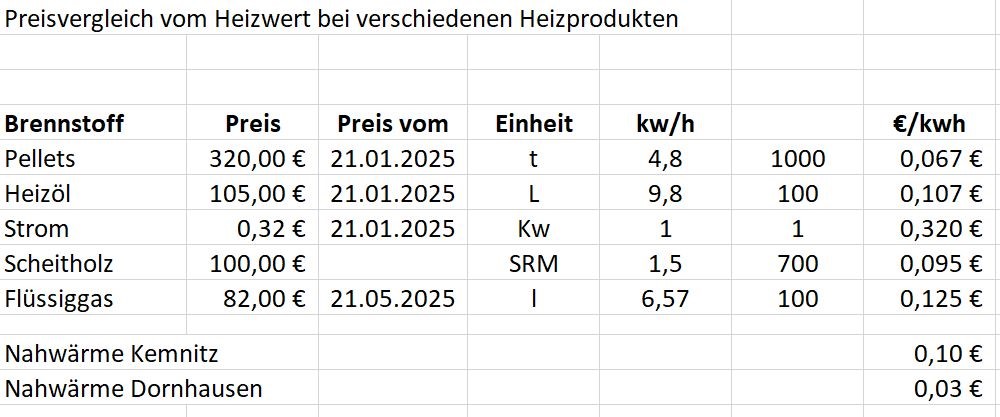 Preisvergleich vom Heizwert bei verschiedenen Heizprodukten
Brennstoff Preis Preis vom Einheit kw/h €/kwh
Pellets 320,00 € 21.01.2025 t 4,8 1000 0,067 €
Heizöl 105,00 € 21.01.2025 L 9,8 100 0,107 €
Strom 0,32 € 21.01.2025 Kw 1 1 0,320 €
Scheitholz 100,00 € SRM 1,5 700 0,095 €
Flüssiggas 82,00 € 21.05.2025 l 6,57 100 0,125 €
Nahwärme Kemnitz 0,10 €
Nahwärme Dornhausen 0,03 €